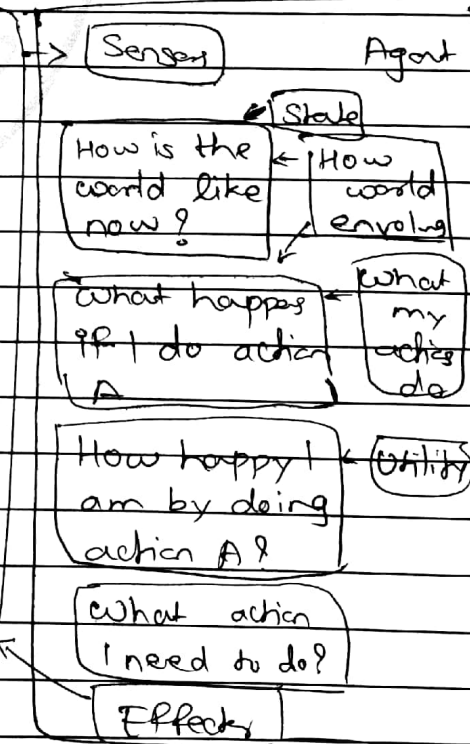 Sensors Agent
State
How is the
world like
now?
How
world
envolving
What happens
if I do action
A
What
my
actions
do
How happy I
am by doing
action A?
Utility
What action
I need to do?
Effectors